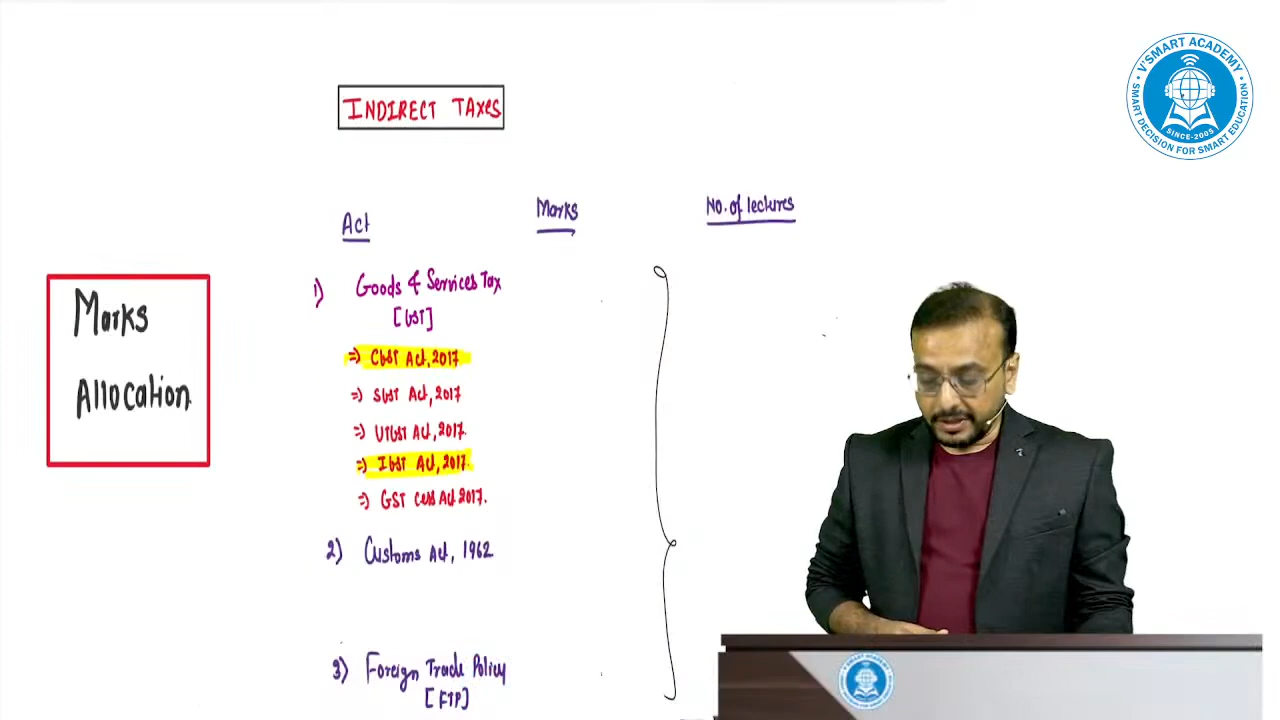 V'SMART ACADEMY
SMART DECISION FOR SMART EDUCATION
SINCE-2005
INDIRECT TAXES
Act
Marks
No. of lectures
Marks
Allocation
1) Goods & Services Tax
[GST]
=) CGST Act, 2017
=) SGST Act, 2017
=) UTGST Act, 2017.
=) IGST Act, 2017.
=) GST Cess Act 2017.
2) Customs Act, 1962
3) Foreign Trade Policy
[FTP]